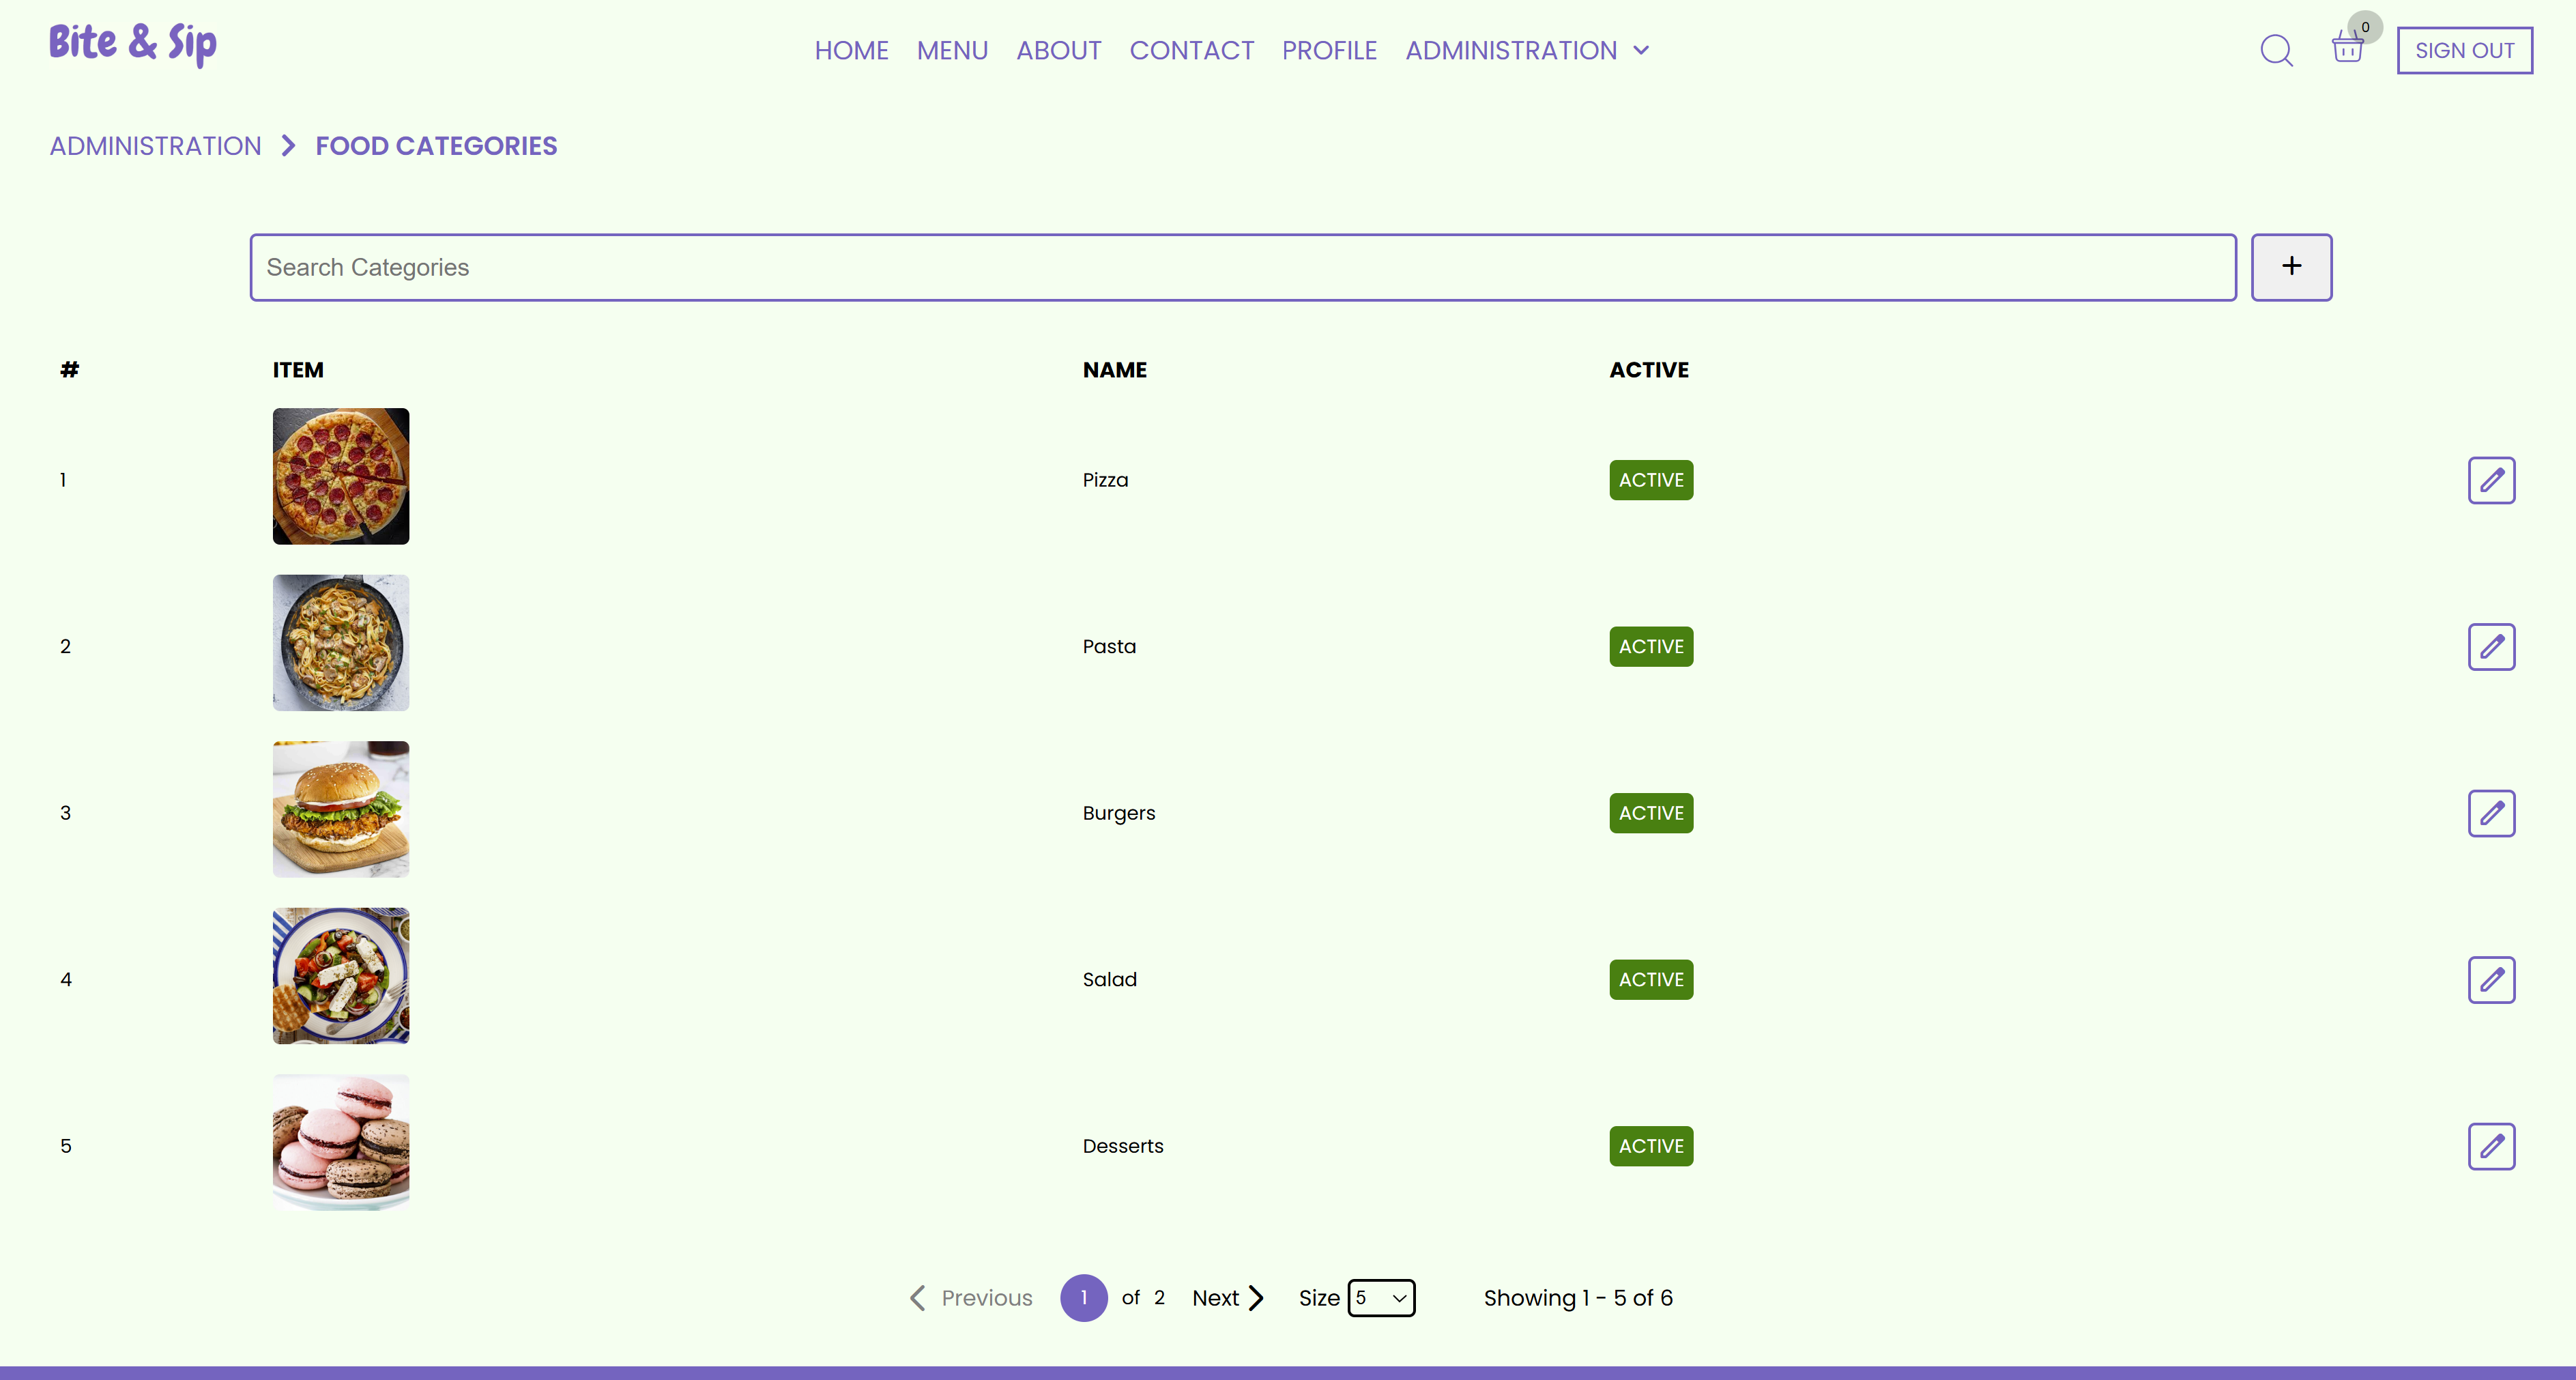 Bite & Sip
HOME MENU ABOUT CONTACT PROFILE ADMINISTRATION
0
SIGN OUT
ADMINISTRATION FOOD CATEGORIES
Search Categories
+
# ITEM NAME ACTIVE
1 Pizza ACTIVE
2 Pasta ACTIVE
3 Burgers ACTIVE
4 Salad ACTIVE
5 Desserts ACTIVE
Previous 1 of 2 Next Size 5 Showing 1 - 5 of 6